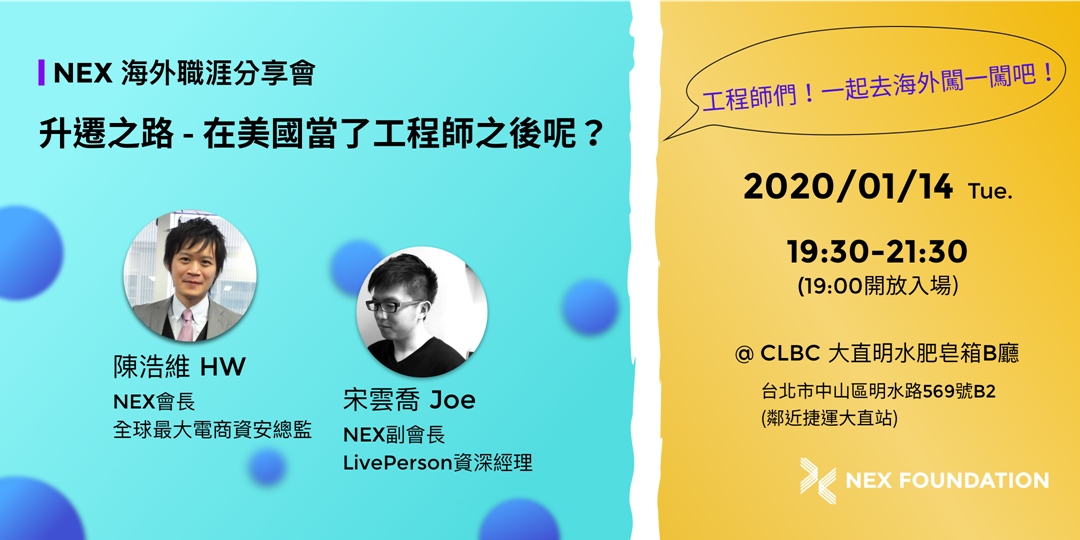 NEX 海外職涯分享會
升遷之路 - 在美國當了工程師之後呢？
陳浩維 HW
NEX會長
全球最大電商資安總監
宋雲喬 Joe
NEX副會長
LivePerson資深經理
工程師們！一起去海外闖一闖吧！
2020/01/14 Tue.
19:30-21:30
(19:00開放入場)
@ CLBC 大直明水肥皂箱B廳
台北市中山區明水路569號B2
(鄰近捷運大直站)
NEX FOUNDATION